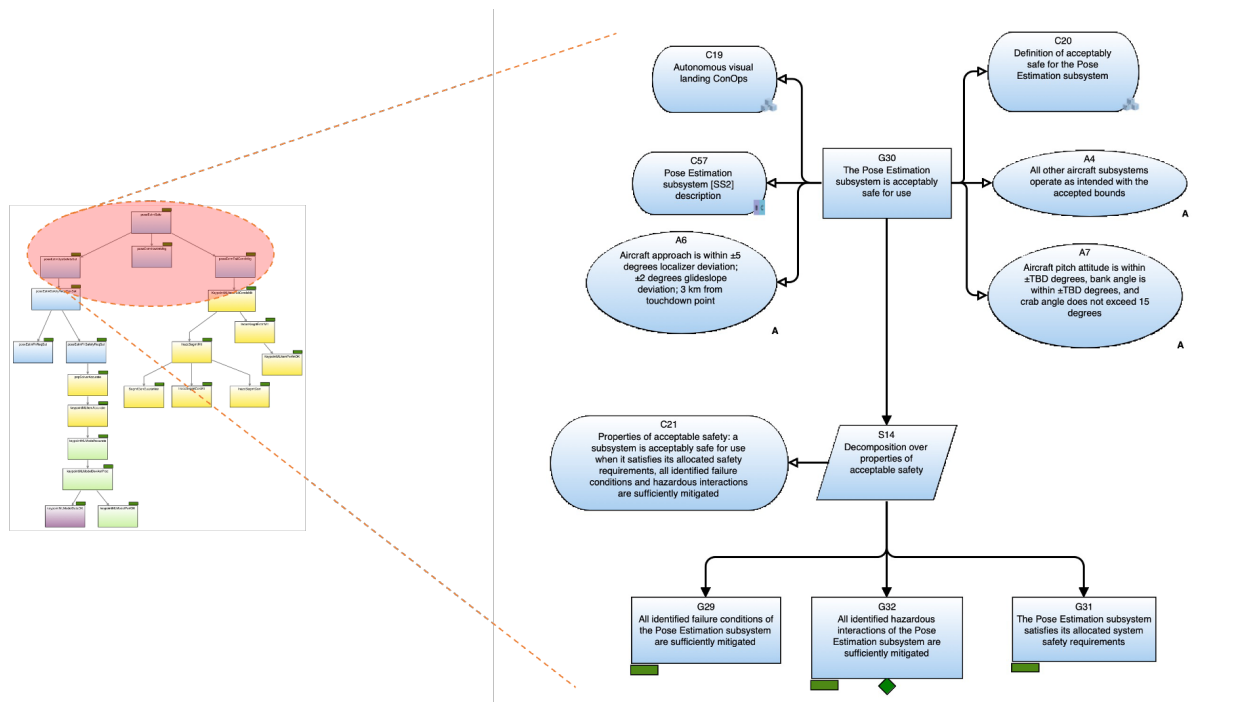 C19
Autonomous visual
landing ConOps
C20
Definition of acceptably
safe for the Pose
Estimation subsystem
C57
Pose Estimation
subsystem [SS2]
description
G30
The Pose Estimation
subsystem is acceptably
safe for use
A4
All other aircraft subsystems
operate as intended with the
accepted bounds
A
A6
Aircraft approach is within ±5
degrees localizer deviation;
±2 degrees glideslope
deviation; 3 km from
touchdown point
A
A7
Aircraft pitch attitude is within
±TBD degrees, bank angle is
within ±TBD degrees, and
crab angle does not exceed 15
degrees
A
C21
Properties of acceptable safety: a
subsystem is acceptably safe for use
when it satisfies its allocated safety
requirements, all identified failure
conditions and hazardous interactions
are sufficiently mitigated
S14
Decomposition over
properties of
acceptable safety
G29
All identified failure conditions of
the Pose Estimation subsystem
are sufficiently mitigated
G32
All identified hazardous
interactions of the Pose
Estimation subsystem are
sufficiently mitigated
G31
The Pose Estimation subsystem
satisfies its allocated system
safety requirements